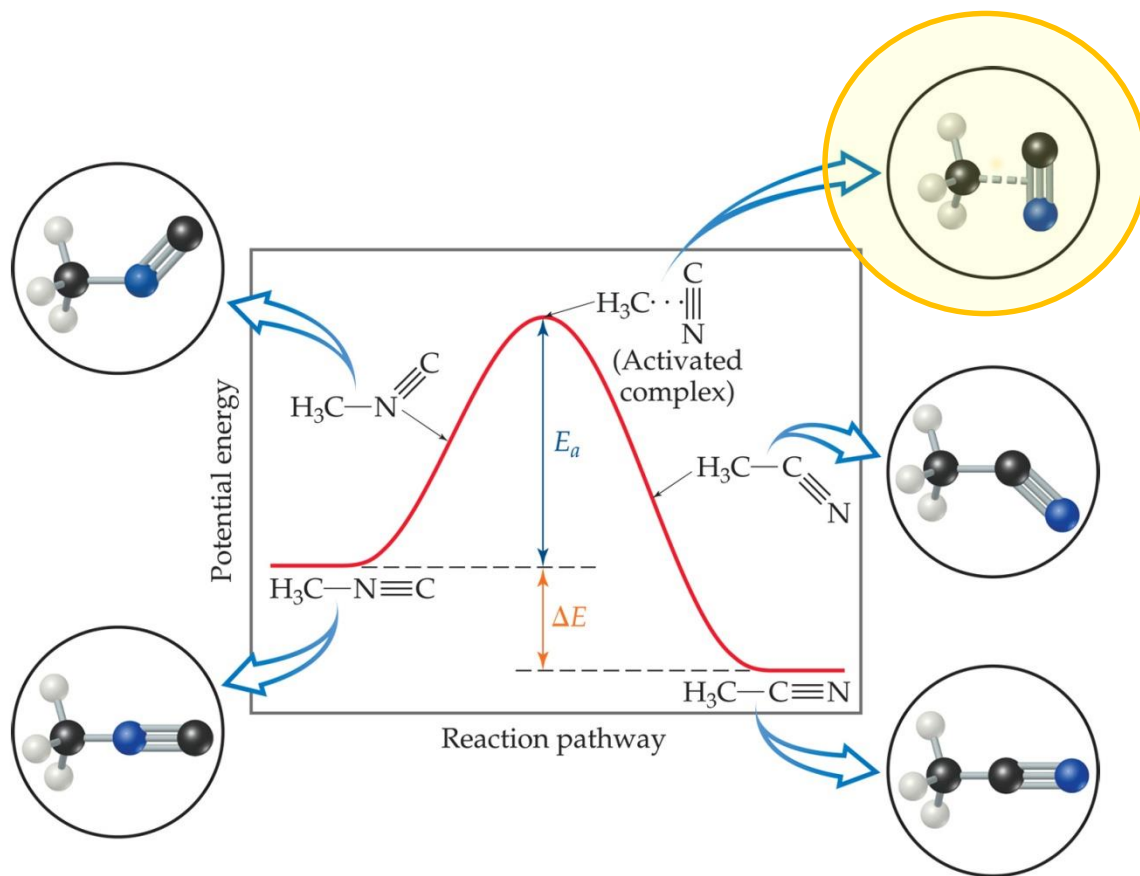 Potential energy
H₃C···C≡N
(Activated
complex)
H₃C—N≡C
Eₐ
H₃C—C≡N
H₃C—N≡C
ΔE
H₃C—C≡N
Reaction pathway